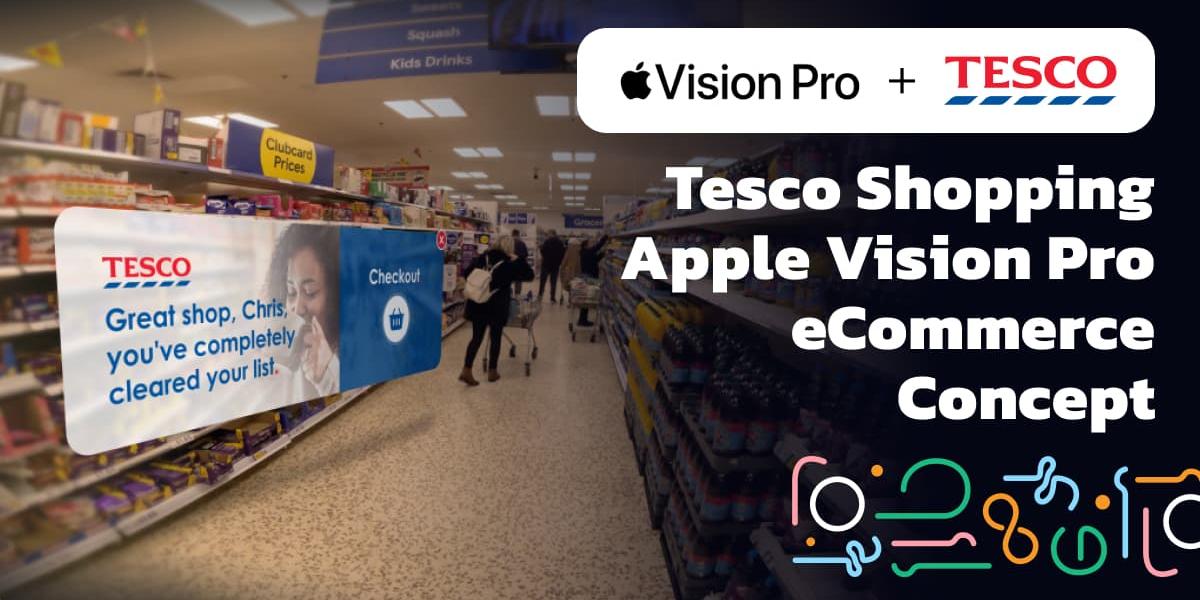 Sweets
Squash
Kids Drinks
Vision Pro + TESCO
Clubcard
Prices
Tesco Shopping
Apple Vision Pro
eCommerce
Concept
TESCO
Great shop, Chris,
you've completely
cleared your list.
Checkout